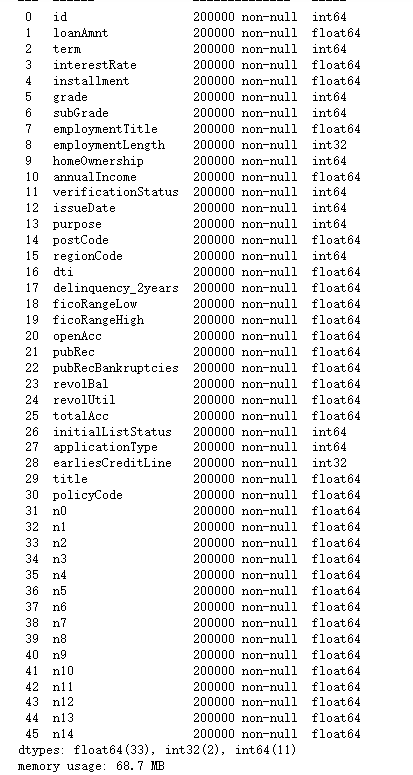 0 id 200000 non-null int64
1 loanAmnt 200000 non-null float64
2 term 200000 non-null int64
3 interestRate 200000 non-null float64
4 installment 200000 non-null float64
5 grade 200000 non-null int64
6 subGrade 200000 non-null int64
7 employmentTitle 200000 non-null float64
8 employmentLength 200000 non-null int32
9 homeOwnership 200000 non-null int64
10 annualIncome 200000 non-null float64
11 verificationStatus 200000 non-null int64
12 issueDate 200000 non-null int64
13 purpose 200000 non-null int64
14 postCode 200000 non-null float64
15 regionCode 200000 non-null int64
16 dti 200000 non-null float64
17 delinquency_2years 200000 non-null float64
18 ficoRangeLow 200000 non-null float64
19 ficoRangeHigh 200000 non-null float64
20 openAcc 200000 non-null float64
21 pubRec 200000 non-null float64
22 pubRecBankruptcies 200000 non-null float64
23 revolBal 200000 non-null float64
24 revolUtil 200000 non-null float64
25 totalAcc 200000 non-null float64
26 initialListStatus 200000 non-null int64
27 applicationType 200000 non-null int64
28 earliesCreditLine 200000 non-null int32
29 title 200000 non-null float64
30 policyCode 200000 non-null float64
31 n0 200000 non-null float64
32 n1 200000 non-null float64
33 n2 200000 non-null float64
34 n3 200000 non-null float64
35 n4 200000 non-null float64
36 n5 200000 non-null float64
37 n6 200000 non-null float64
38 n7 200000 non-null float64
39 n8 200000 non-null float64
40 n9 200000 non-null float64
41 n10 200000 non-null float64
42 n11 200000 non-null float64
43 n12 200000 non-null float64
44 n13 200000 non-null float64
45 n14 200000 non-null float64
dtypes: float64(33), int32(2), int64(11)
memory usage: 68.7 MB